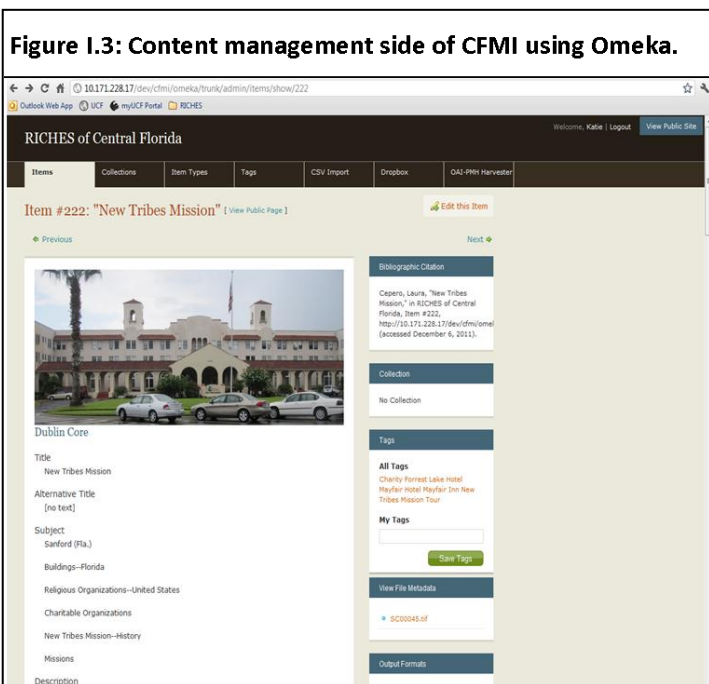 Figure I.3: Content management side of CFMI using Omeka.
10.171.228.17/dev/cfmi/omeka/trunk/admin/items/show/222
Outlook Web App UCF myUCF Portal RICHES
Welcome, Katie | Logout View Public Site
RICHES of Central Florida
Items Collections Item Types Tags CSV Import Dropbox OAI-PMH Harvester
Item #222: "New Tribes Mission" [ View Public Page ]
Edit this Item
Previous
Next
Bibliographic Citation
Cepero, Laura, "New Tribes
Mission," in RICHES of Central
Florida, Item #222,
http://10.171.228.17/dev/cfmi/omel
(accessed December 6, 2011).
Collection
No Collection
Dublin Core
Title
New Tribes Mission
Alternative Title
[no text]
Subject
Sanford (Fla.)
Buildings--Florida
Religious Organizations--United States
Charitable Organizations
New Tribes Mission--History
Missions
Description
Tags
All Tags
Charity Forrest Lake Hotel
Mayfair Hotel Mayfair Inn New
Tribes Mission Tour
My Tags
Save Tags
View File Metadata
SC00045.tif
Output Formats